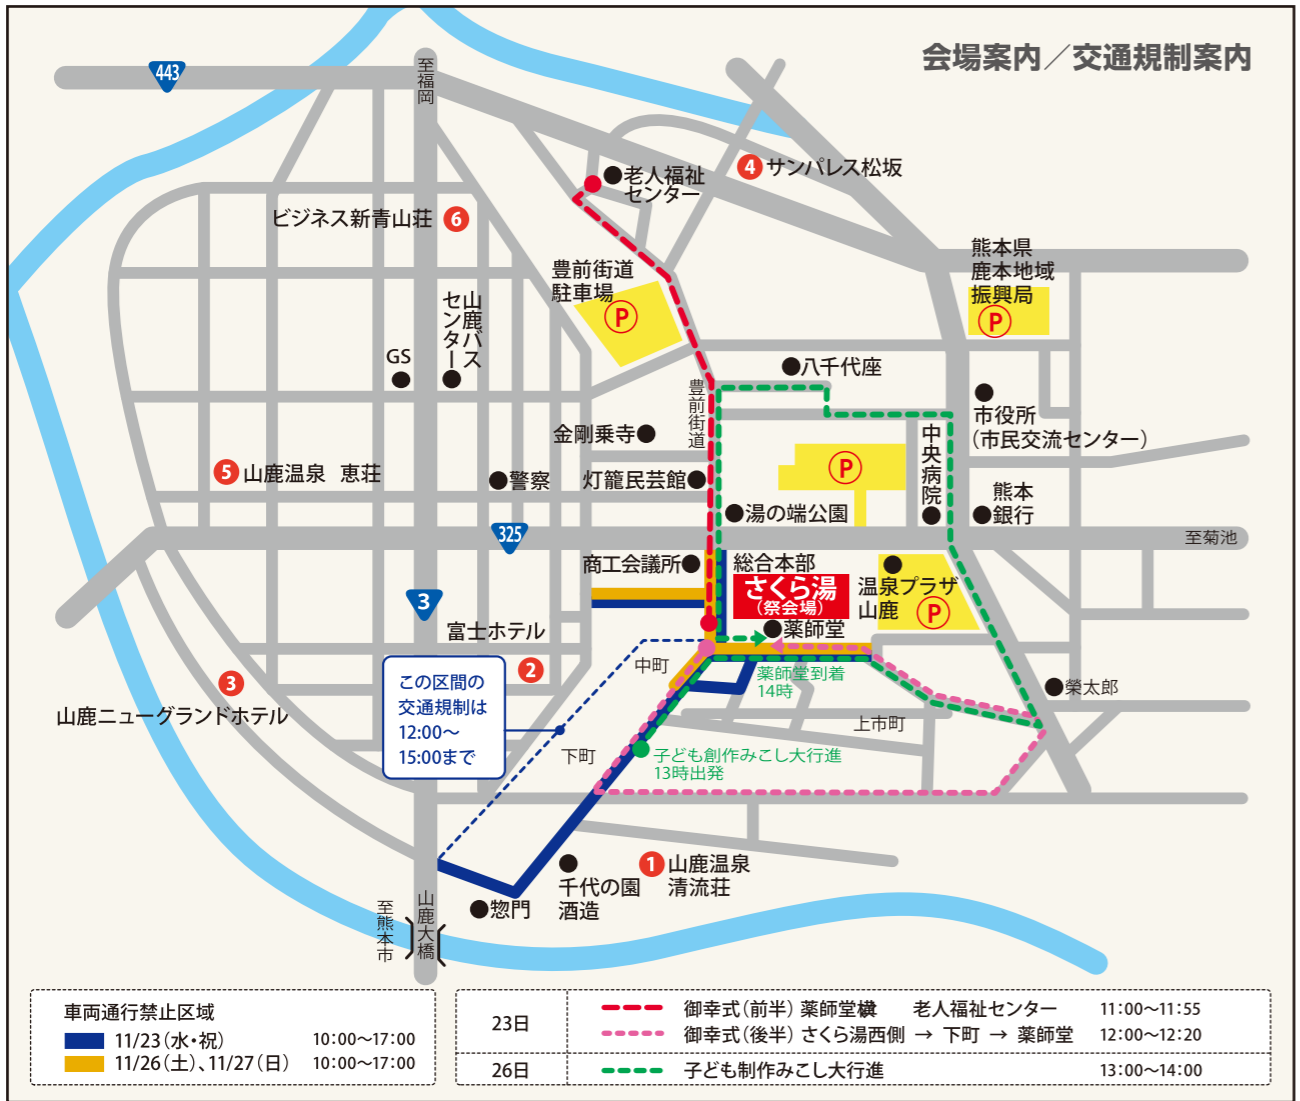 会場案内／交通規制案内
443
至福岡
老人福祉
センター
4 サンパレス松坂
ビジネス新青山荘 6
豊前街道
駐車場
P
熊本県
鹿本地域
振興局
P
山鹿バス
センター
GS
八千代座
豊前街道
市役所
（市民交流センター）
金剛乗寺
中央病院
P
5 山鹿温泉 恵荘
警察
灯籠民芸館
湯の端公園
熊本
銀行
325
至菊池
商工会議所
総合本部
さくら湯
（祭会場）
温泉プラザ
山鹿
P
3
薬師堂
富士ホテル
2
中町
薬師堂到着
14時
この区間の
交通規制は
12:00〜
15:00まで
3
山鹿ニューグランドホテル
榮太郎
上市町
下町
子ども創作みこし大行進
13時出発
1 山鹿温泉
清流荘
千代の園
酒造
惣門
至熊本市
山鹿大橋
車両通行禁止区域
11/23（水・祝） 10：00〜17：00
11/26（土）、11/27（日） 10：00〜17：00
23日
御幸式（前半） 薬師堂横 老人福祉センター 11：00〜11：55
御幸式（後半） さくら湯西側 → 下町 → 薬師堂 12：00〜12：20
26日 子ども制作みこし大行進 13：00〜14：00